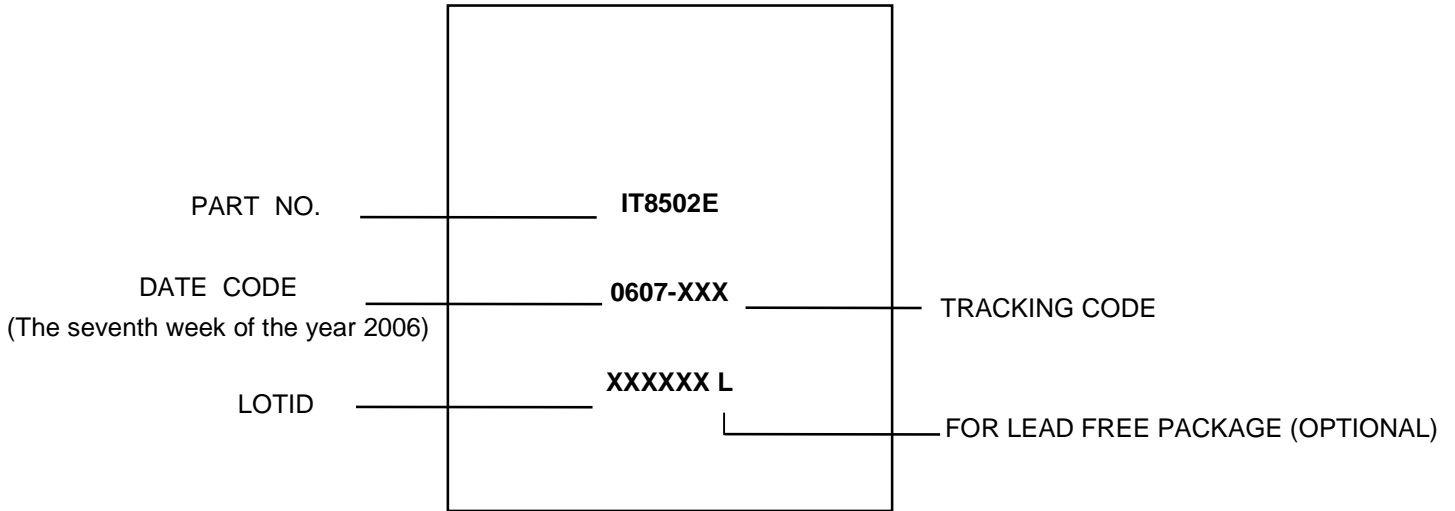 PART NO.
IT8502E
DATE CODE
(The seventh week of the year 2006)
0607-XXX
TRACKING CODE
LOTID
XXXXXX L
FOR LEAD FREE PACKAGE (OPTIONAL)